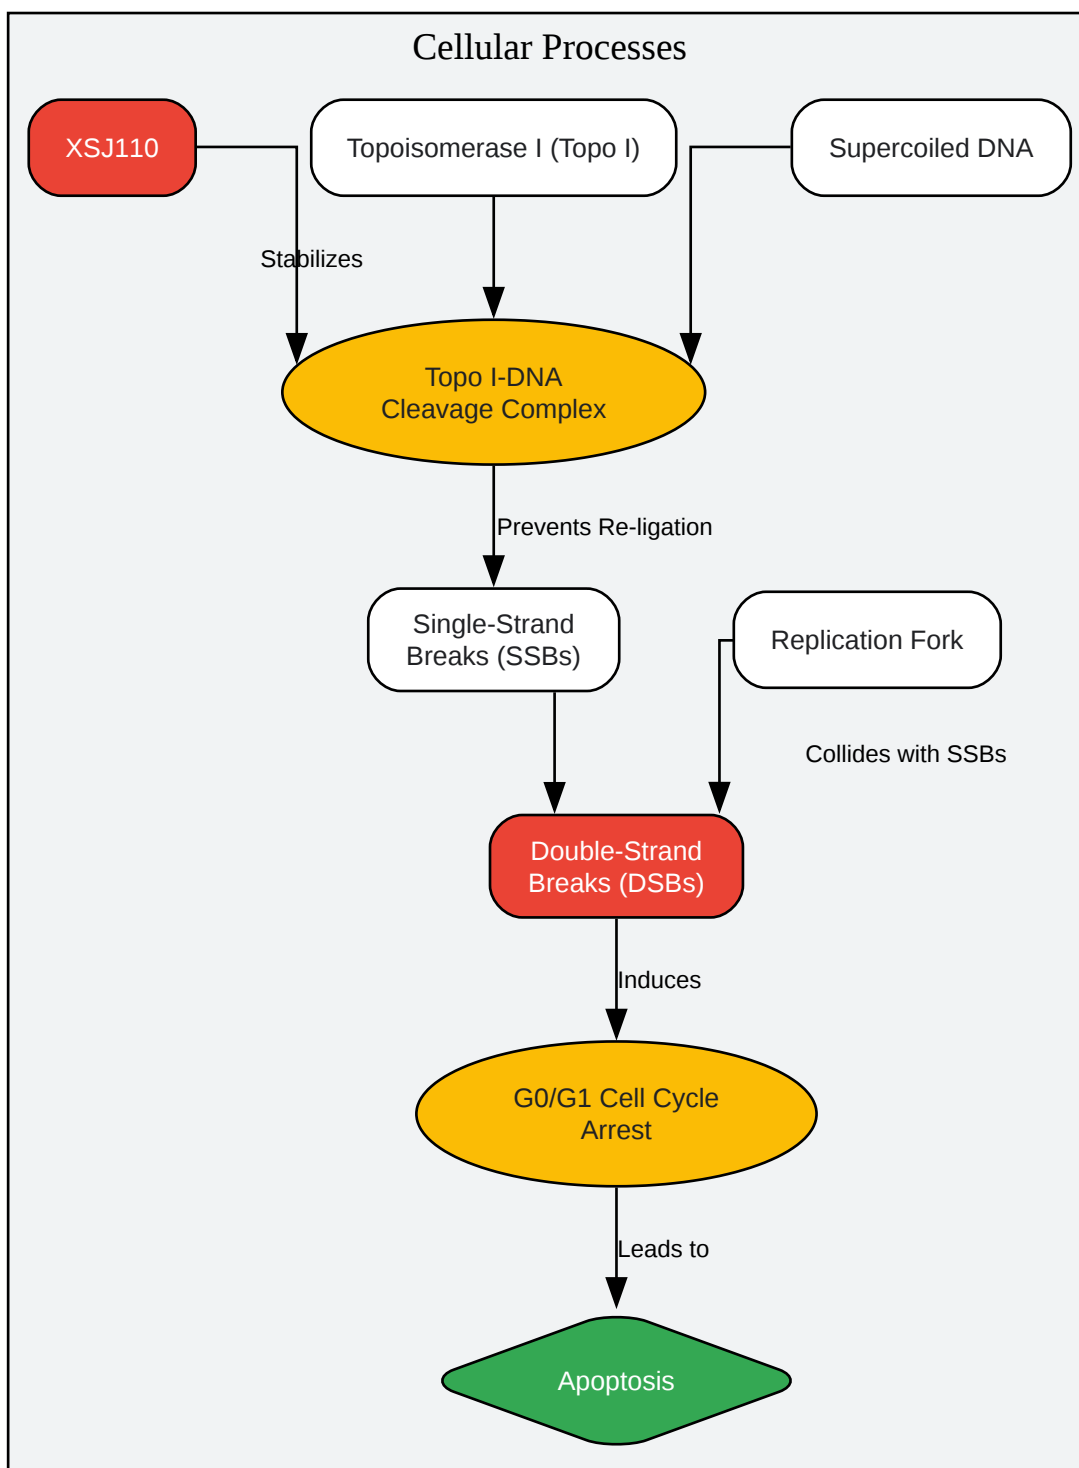 Cellular Processes
XSJ110
Topoisomerase I (Topo I)
Supercoiled DNA
Stabilizes
Topo I-DNA
Cleavage Complex
Prevents Re-ligation
Single-Strand
Breaks (SSBs)
Replication Fork
Collides with SSBs
Double-Strand
Breaks (DSBs)
Induces
G0/G1 Cell Cycle
Arrest
Leads to
Apoptosis